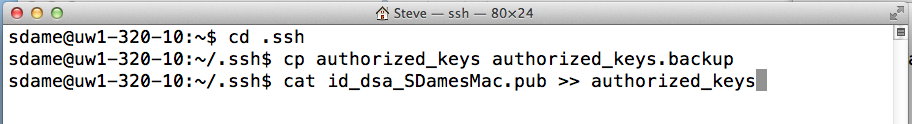 Steve — ssh — 80×24
sdame@uw1-320-10:~$ cd .ssh
sdame@uw1-320-10:~/.ssh$ cp authorized_keys authorized_keys.backup
sdame@uw1-320-10:~/.ssh$ cat id_dsa_SDamesMac.pub >> authorized_keys